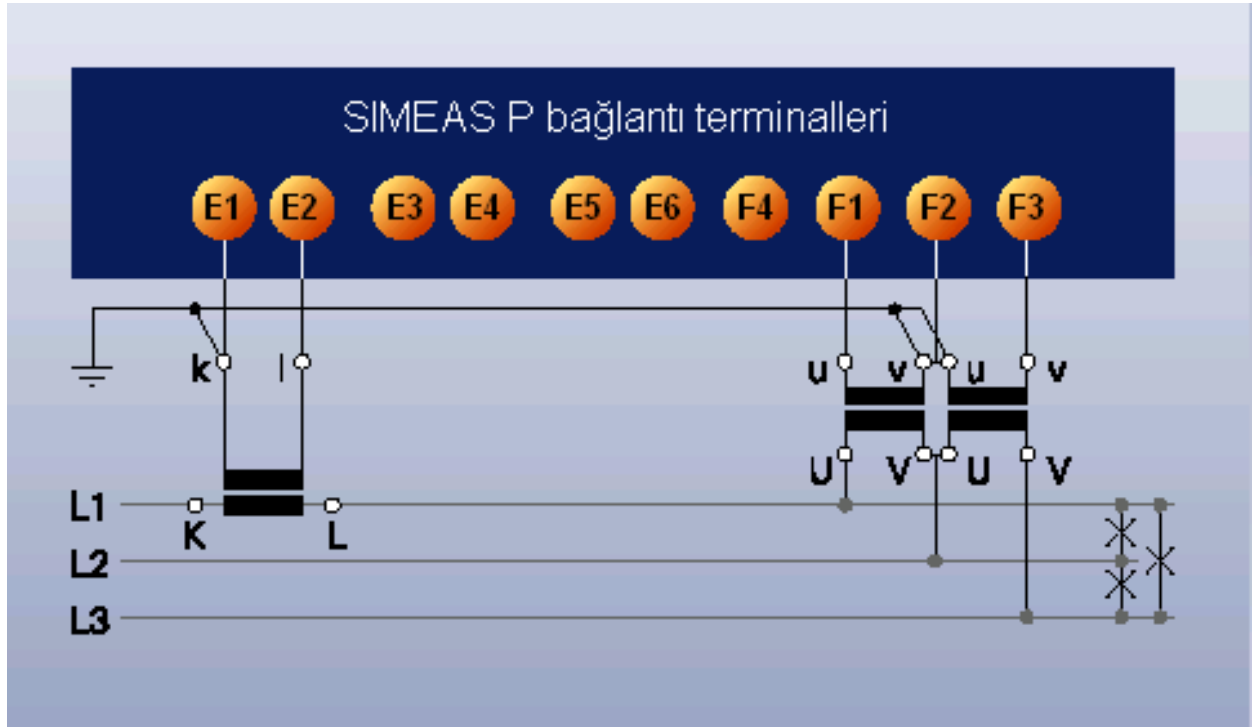 SIMEAS P bağlantı terminalleri
E1 E2 E3 E4 E5 E6 F4 F1 F2 F3
k l u v u v
U V U V
L1
K L
L2
L3